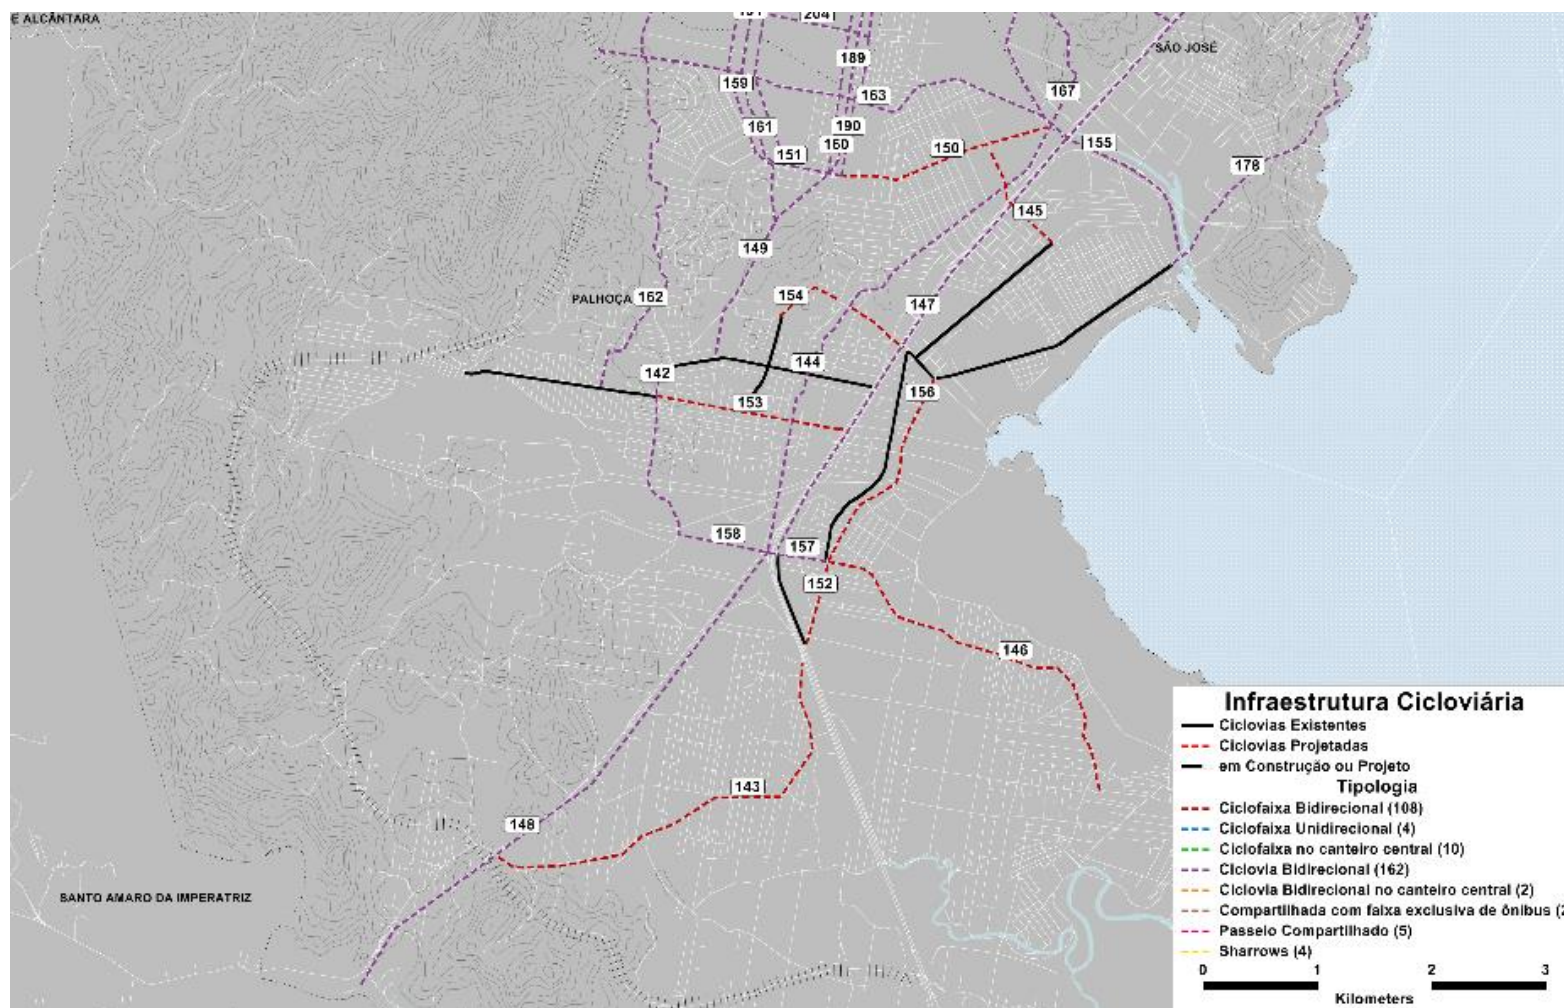 E ALCÂNTARA
204
SÃO JOSÉ
189
159
163
167
161
190
160
151
150
155
178
145
149
154
PALHOÇA
162
147
144
142
153
156
158
157
152
146
143
148
SANTO AMARO DA IMPERATRIZ
Infraestrutura Cicloviária
Ciclovias Existentes
Ciclovias Projetadas
em Construção ou Projeto
Tipologia
Ciclofaixa Bidirecional (108)
Ciclofaixa Unidirecional (4)
Ciclofaixa no canteiro central (10)
Ciclovia Bidirecional (162)
Ciclovia Bidirecional no canteiro central (2)
Compartilhada com faixa exclusiva de ônibus (2
Passeio Compartilhado (5)
Sharrows (4)
0 1 2 3
Kilometers